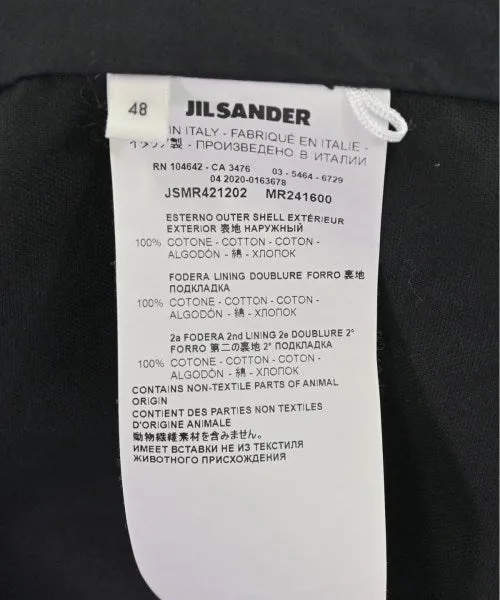 48
JIL SANDER
IN ITALY - FABRIQUÉ EN ITALIE -
イタリア製 - ПРОИЗВЕДЕНО В ИТАЛИИ
RN 104642 - CA 3476 03 - 5464 - 6729
04 2020-0163678
JSMR421202 MR241600
ESTERNO OUTER SHELL EXTÉRIEUR
EXTERIOR 表地 НАРУЖНЫЙ
100% COTONE - COTTON - COTON -
ALGODÓN - 綿 - ХЛОПОК
FODERA LINING DOUBLURE FORRO 裏地
ПОДКЛАДКА
100% COTONE - COTTON - COTON -
ALGODÓN - 綿 - ХЛОПОК
2a FODERA 2nd LINING 2e DOUBLURE 2°
FORRO 第二の裏地 2° ПОДКЛАДКА
100% COTONE - COTTON - COTON -
ALGODÓN - 綿 - ХЛОПОК
CONTAINS NON-TEXTILE PARTS OF ANIMAL
ORIGIN
CONTIENT DES PARTIES NON TEXTILES
D'ORIGINE ANIMALE
動物繊維素材を含みません。
ИМЕЕТ ВСТАВКИ НЕ ИЗ ТЕКСТИЛЯ
ЖИВОТНОГО ПРОИСХОЖДЕНИЯ